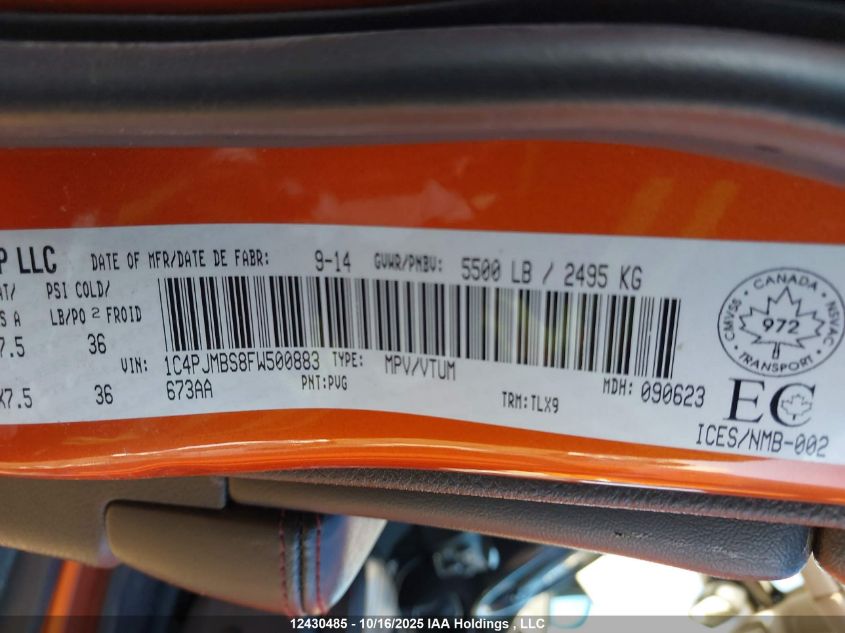 P LLC DATE OF MFR/DATE DE FABR: 9-14 GVWR/PNBV: 5500 LB / 2495 KG
AT/ PSI COLD/
S A LB/PO 2 FROID
7.5 36
VIN: 1C4PJMBS8FW500883 TYPE: MPV/VTUM
X7.5 36 673AA PNT:PVG TRM:TLX9 MDH: 090623
CANADA
CMVSS 972 NSVAC
TRANSPORT
EC
ICES/NMB-002
12430485 - 10/16/2025 IAA Holdings , LLC